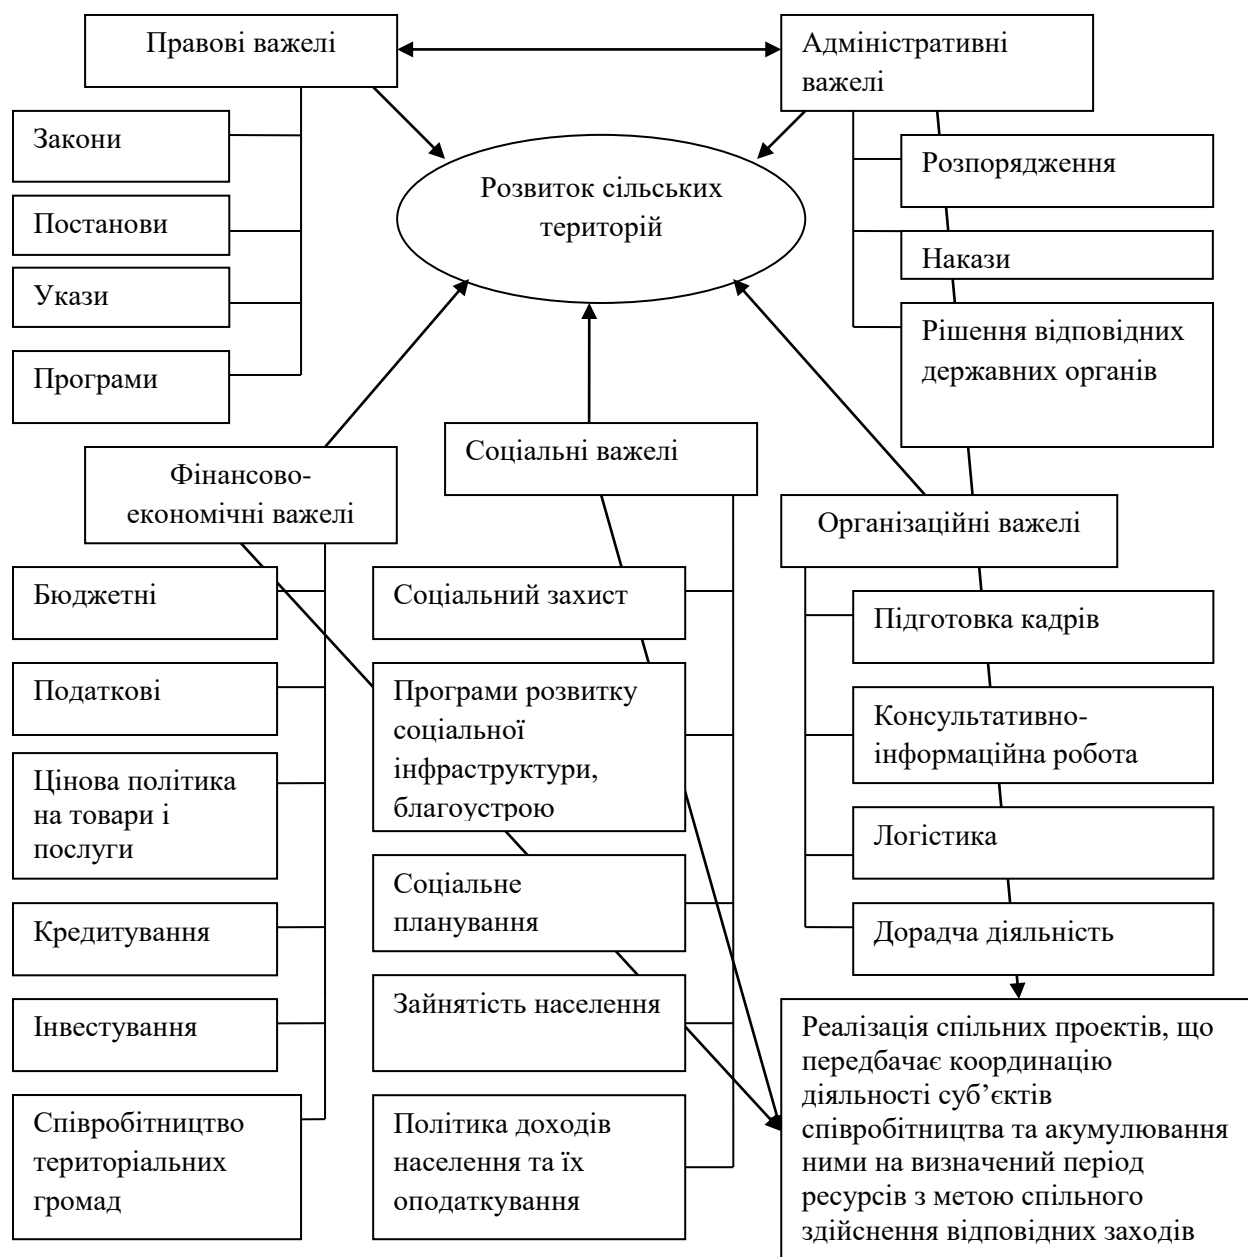 Правові важелі
Адміністративні
важелі
Закони
Постанови
Укази
Програми
Розвиток сільських
територій
Розпорядження
Накази
Рішення відповідних
державних органів
Фінансово-
економічні важелі
Соціальні важелі
Організаційні важелі
Бюджетні
Податкові
Цінова політика
на товари і
послуги
Кредитування
Інвестування
Співробітництво
територіальних
громад
Соціальний захист
Програми розвитку
соціальної
інфраструктури,
благоустрою
Соціальне
планування
Зайнятість населення
Політика доходів
населення та їх
оподаткування
Підготовка кадрів
Консультативно-
інформаційна робота
Логістика
Дорадча діяльність
Реалізація спільних проектів, що
передбачає координацію
діяльності суб’єктів
співробітництва та акумулювання
ними на визначений період
ресурсів з метою спільного
здійснення відповідних заходів